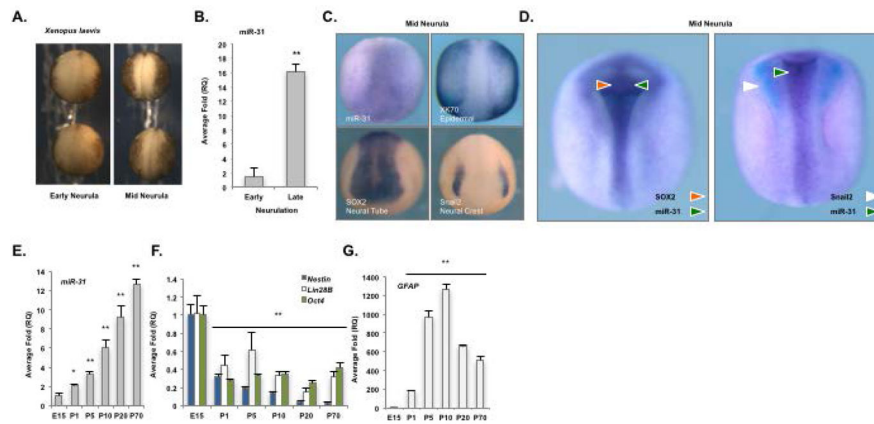 A.
Xenopus laevis
Early Neurula
Mid Neurula
B.
miR-31
Average Fold (RQ)
20
18
16
14
12
10
8
6
4
2
0
**
Early
Late
Neurulation
C.
Mid Neurula
miR-31
XK70
Epidermal
SOX2
Neural Tube
Snail2
Neural Crest
D.
Mid Neurula
SOX2
miR-31
Snail2
miR-31
E.
miR-31
Average Fold (RQ)
14
12
10
8
6
4
2
0
*
**
**
**
**
E15 P1 P5 P10 P20 P70
F.
Average Fold (RQ)
1.4
1.2
1
0.8
0.6
0.4
0.2
0
Nestin
Lin28B
Oct4
**
E15 P1 P5 P10 P20 P70
G.
GFAP
Average Fold (RQ)
1400
1200
1000
800
600
400
200
0
**
E15 P1 P5 P10 P20 P70